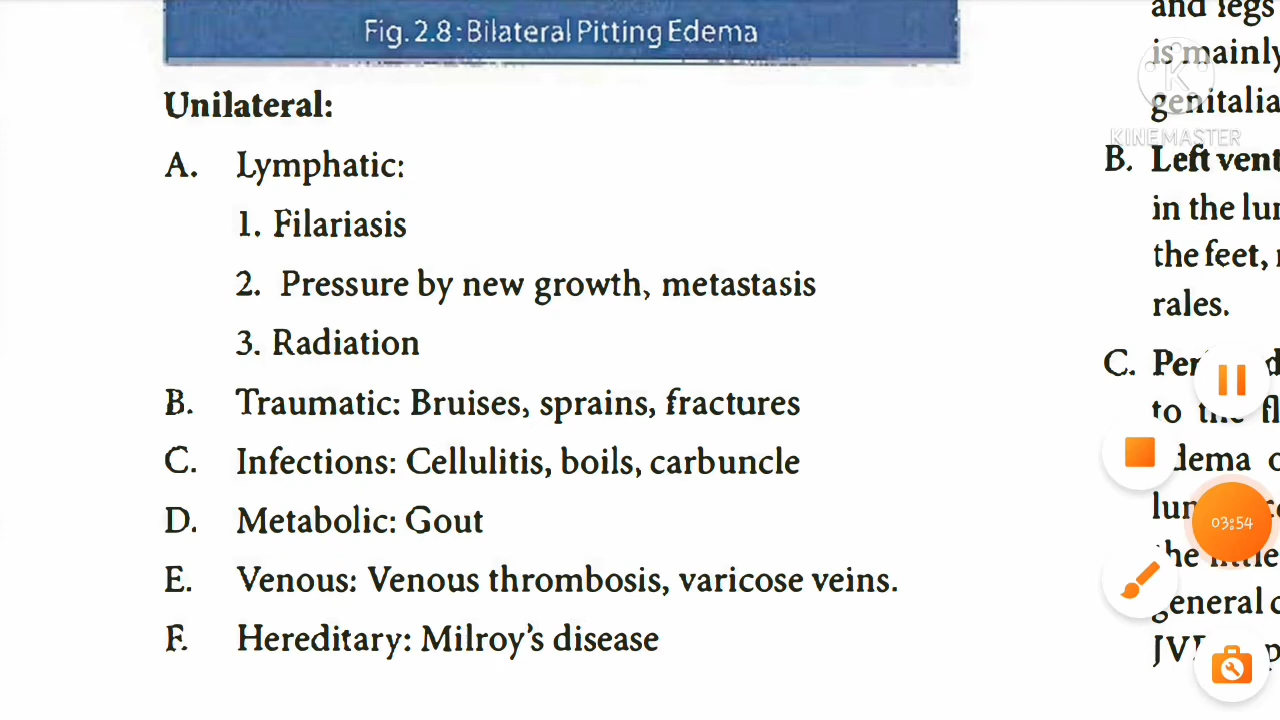 Fig. 2.8 : Bilateral Pitting Edema
Unilateral:
A. Lymphatic:
1. Filariasis
2. Pressure by new growth, metastasis
3. Radiation
B. Traumatic: Bruises, sprains, fractures
C. Infections: Cellulitis, boils, carbuncle
D. Metabolic: Gout
E. Venous: Venous thrombosis, varicose veins.
F. Hereditary: Milroy's disease
and legs
is mainly
genitalia
KINEMASTER
B. Left vent
in the lun
the feet,
rales.
C.
to
03:54
general